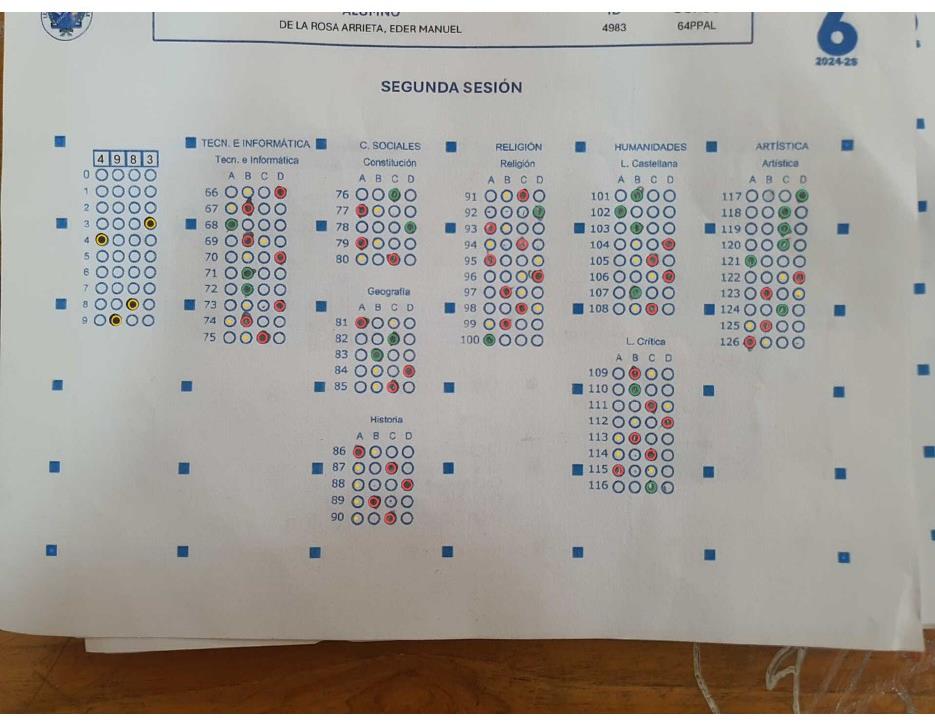 DE LA ROSA ARRIETA, EDER MANUEL 4983 64PPAL
6
2024-2S
SEGUNDA SESIÓN
4 9 8 3
0
1
2
3
4
5
6
7
8
9
TECN. E INFORMÁTICA
Tecn. e Informática
A B C D
66
67
68
69
70
71
72
73
74
75
C. SOCIALES
Constitución
A B C D
76
77
78
79
80
Geografía
A B C D
81
82
83
84
85
Historia
A B C D
86
87
88
89
90
RELIGIÓN
Religión
A B C D
91
92
93
94
95
96
97
98
99
100
HUMANIDADES
L. Castellana
A B C D
101
102
103
104
105
106
107
108
L. Crítica
A B C D
109
110
111
112
113
114
115
116
ARTÍSTICA
Artística
A B C D
117
118
119
120
121
122
123
124
125
126